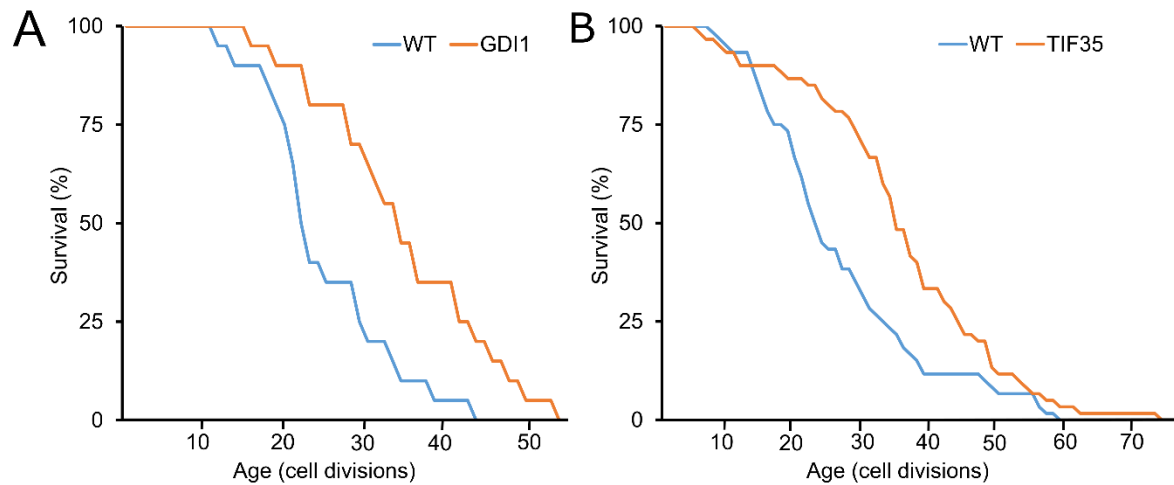 A
WT GDI1
100
75
50
25
0
Survival (%)
10 20 30 40 50
Age (cell divisions)
B
WT TIF35
100
75
50
25
0
Survival (%)
10 20 30 40 50 60 70
Age (cell divisions)